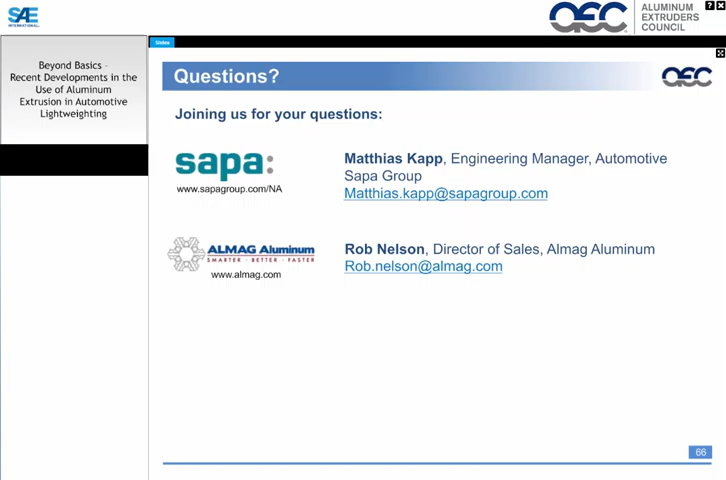 SAE
INTERNATIONAL
AEC
ALUMINUM
EXTRUDERS
COUNCIL
Beyond Basics -
Recent Developments in the
Use of Aluminum
Extrusion in Automotive
Lightweighting
Slides
Questions?
AEC
Joining us for your questions:
sapa:
www.sapagroup.com/NA
Matthias Kapp, Engineering Manager, Automotive
Sapa Group
Matthias.kapp@sapagroup.com
ALMAG Aluminum
SMARTER · BETTER · FASTER
www.almag.com
Rob Nelson, Director of Sales, Almag Aluminum
Rob.nelson@almag.com
66